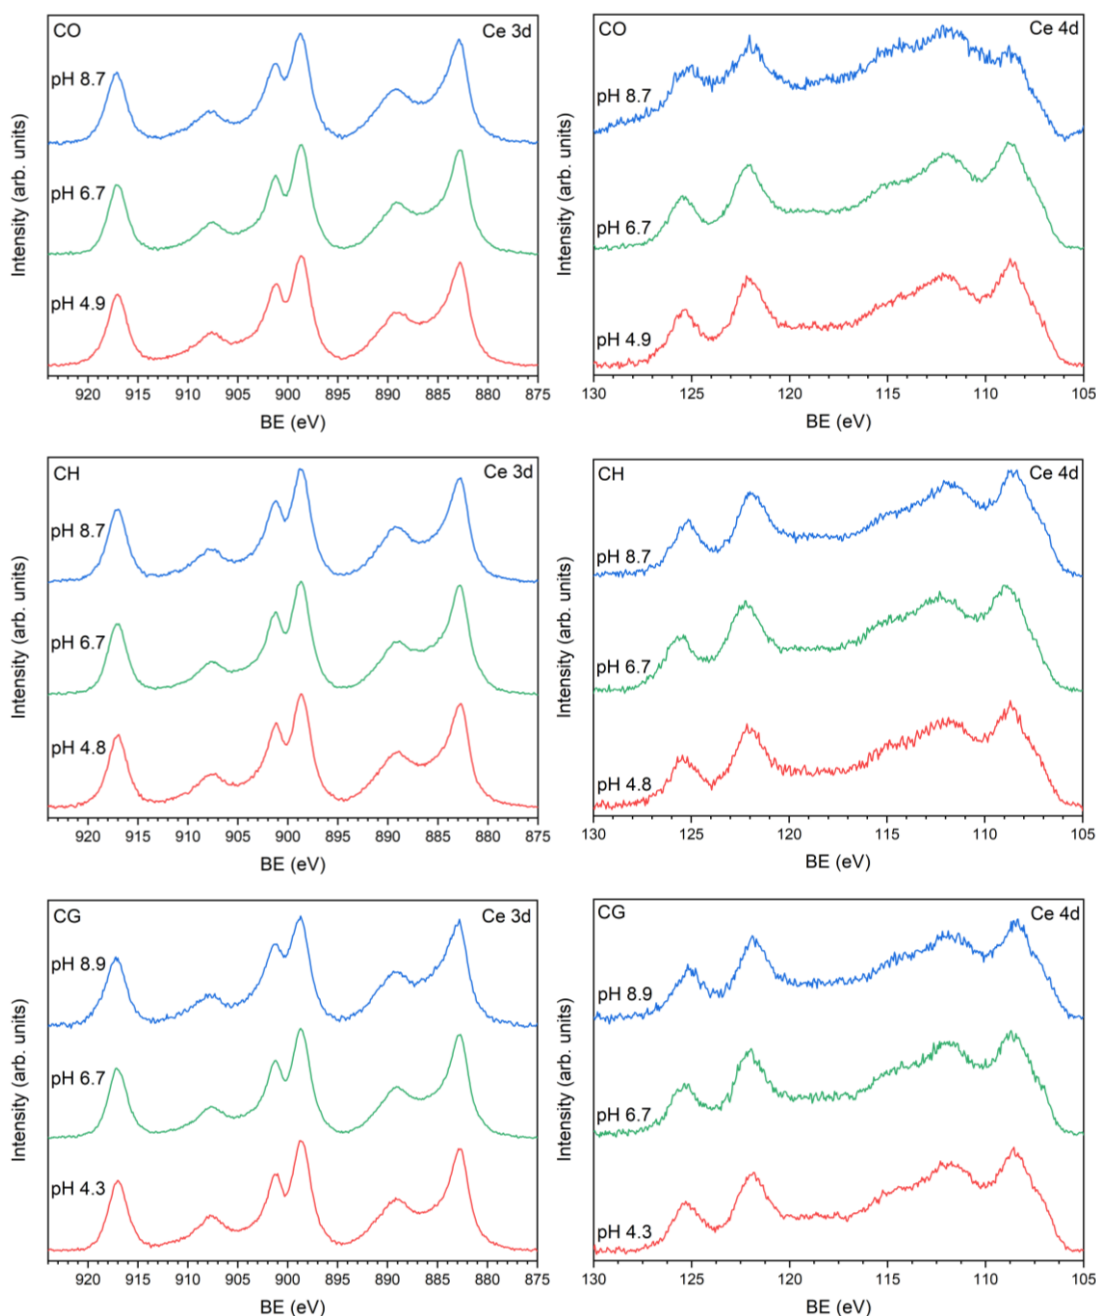 CO
Ce 3d
pH 8.7
pH 6.7
pH 4.9
Intensity (arb. units)
920 915 910 905 900 895 890 885 880 875
BE (eV)
CO
Ce 4d
pH 8.7
pH 6.7
pH 4.9
Intensity (arb. units)
130 125 120 115 110 105
BE (eV)
CH
Ce 3d
pH 8.7
pH 6.7
pH 4.8
Intensity (arb. units)
920 915 910 905 900 895 890 885 880 875
BE (eV)
CH
Ce 4d
pH 8.7
pH 6.7
pH 4.8
Intensity (arb. units)
130 125 120 115 110 105
BE (eV)
CG
Ce 3d
pH 8.9
pH 6.7
pH 4.3
Intensity (arb. units)
920 915 910 905 900 895 890 885 880 875
BE (eV)
CG
Ce 4d
pH 8.9
pH 6.7
pH 4.3
Intensity (arb. units)
130 125 120 115 110 105
BE (eV)